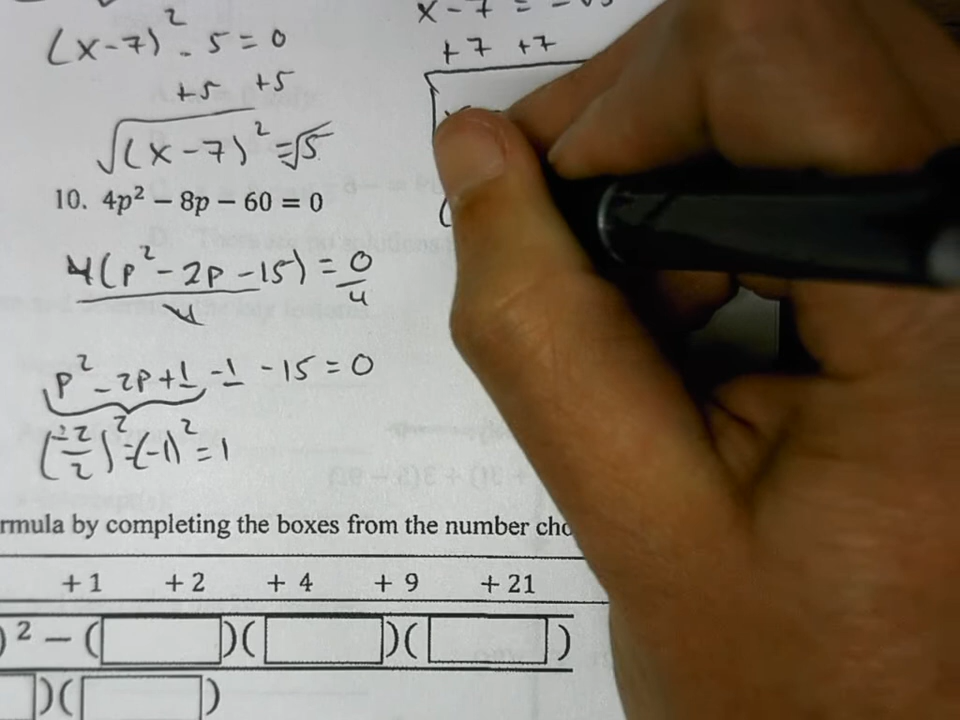 (x-7)² - 5 = 0
+5 +5
√(x-7)² = √5
x - 7 =
+7 +7
10. 4p² – 8p – 60 = 0
4(p² - 2p - 15) = 0
4 4
p² - 2p + 1 - 1 - 15 = 0
(-2/2)² = (-1)² = 1
rmula by completing the boxes from the number cho
+ 1 + 2 + 4 + 9 + 21
)² – ( )( )( )
)( )